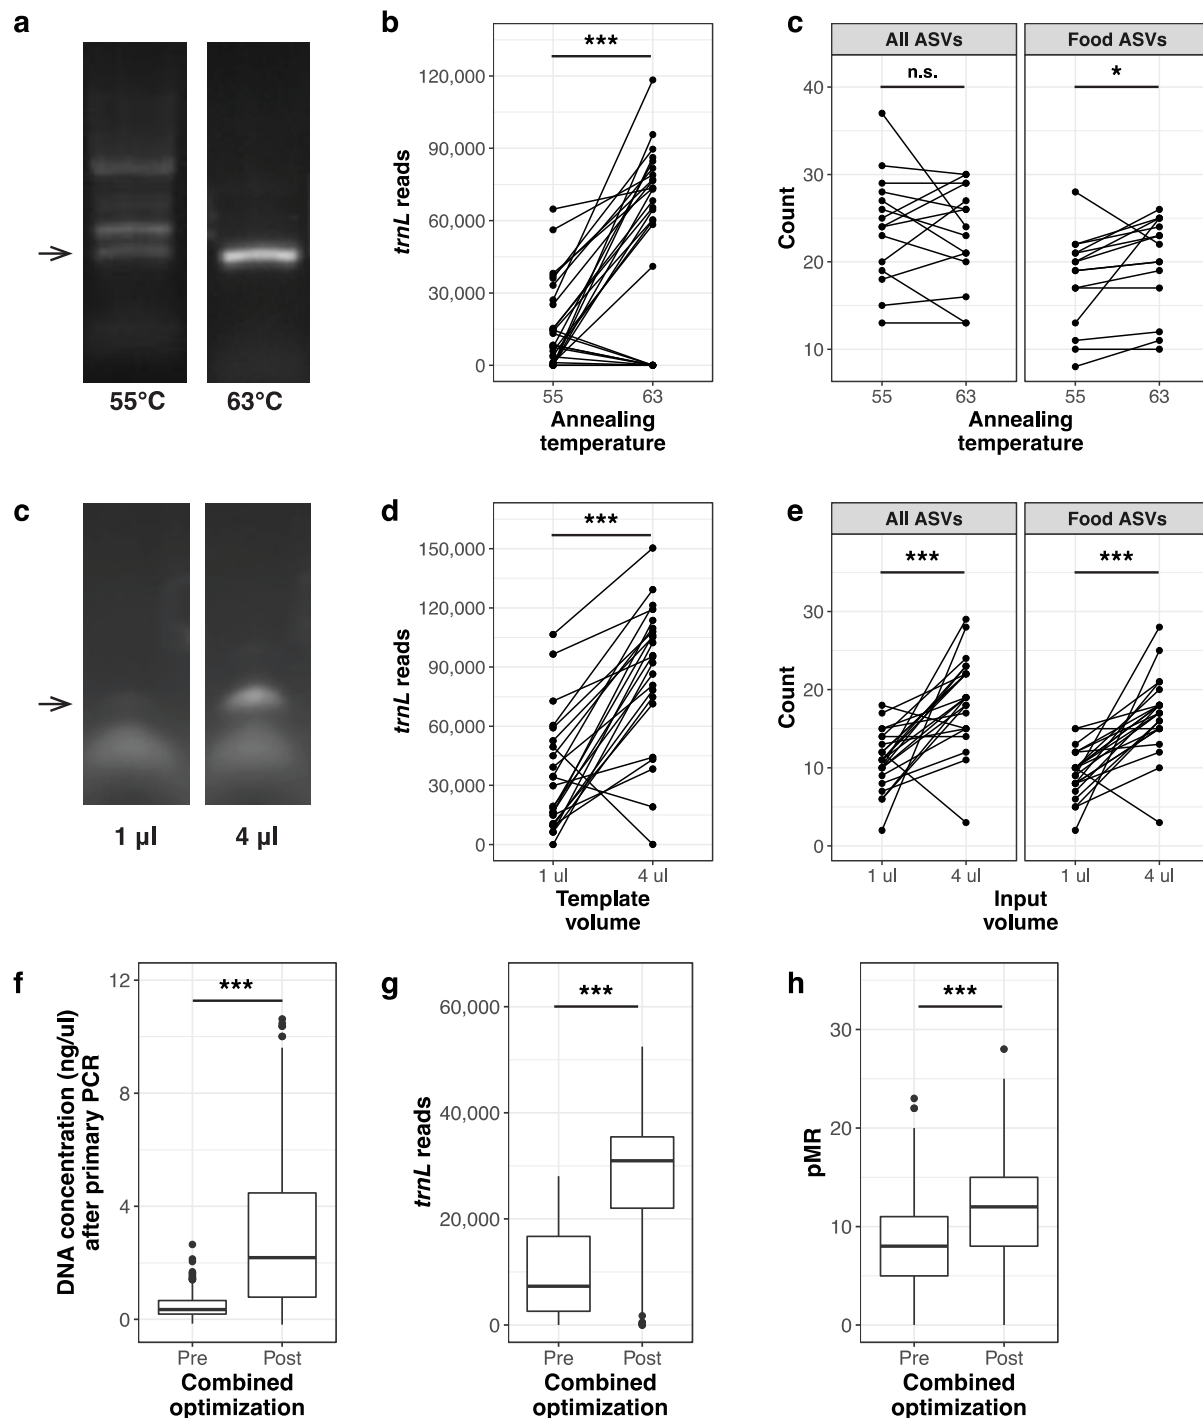 a
55°C
63°C
b
***
trnL reads
120,000
90,000
60,000
30,000
0
55
63
Annealing
temperature
c
All ASVs
Food ASVs
n.s.
*
Count
40
30
20
10
55
63
55
63
Annealing
temperature
c
1 µl
4 µl
d
***
trnL reads
150,000
120,000
90,000
60,000
30,000
0
1 ul
4 ul
Template
volume
e
All ASVs
Food ASVs
***
***
Count
30
20
10
0
1 ul
4 ul
1 ul
4 ul
Input
volume
f
***
DNA concentration (ng/ul)
after primary PCR
12
8
4
0
Pre
Post
Combined
optimization
g
***
trnL reads
60,000
40,000
20,000
0
Pre
Post
Combined
optimization
h
***
pMR
30
20
10
0
Pre
Post
Combined
optimization